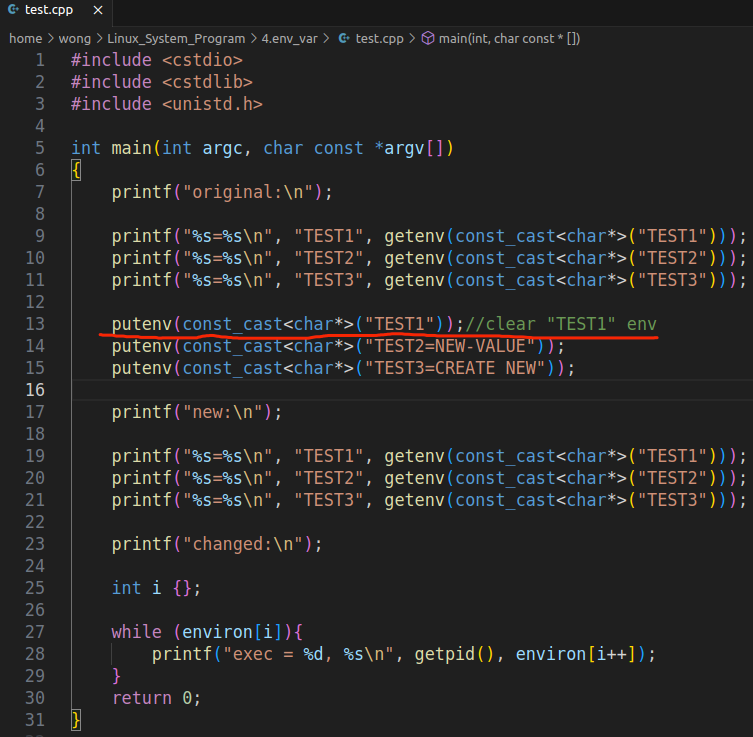 test.cpp ×
home > wong > Linux_System_Program > 4.env_var > test.cpp > main(int, char const * [])
1 #include <cstdio>
2 #include <cstdlib>
3 #include <unistd.h>
4
5 int main(int argc, char const *argv[])
6 {
7     printf("original:\n");
8
9     printf("%s=%s\n", "TEST1", getenv(const_cast<char*>("TEST1")));
10     printf("%s=%s\n", "TEST2", getenv(const_cast<char*>("TEST2")));
11     printf("%s=%s\n", "TEST3", getenv(const_cast<char*>("TEST3")));
12
13     putenv(const_cast<char*>("TEST1"));//clear "TEST1" env
14     putenv(const_cast<char*>("TEST2=NEW-VALUE"));
15     putenv(const_cast<char*>("TEST3=CREATE NEW"));
16
17     printf("new:\n");
18
19     printf("%s=%s\n", "TEST1", getenv(const_cast<char*>("TEST1")));
20     printf("%s=%s\n", "TEST2", getenv(const_cast<char*>("TEST2")));
21     printf("%s=%s\n", "TEST3", getenv(const_cast<char*>("TEST3")));
22
23     printf("changed:\n");
24
25     int i {};
26
27     while (environ[i]){
28         printf("exec = %d, %s\n", getpid(), environ[i++]);
29     }
30     return 0;
31 }